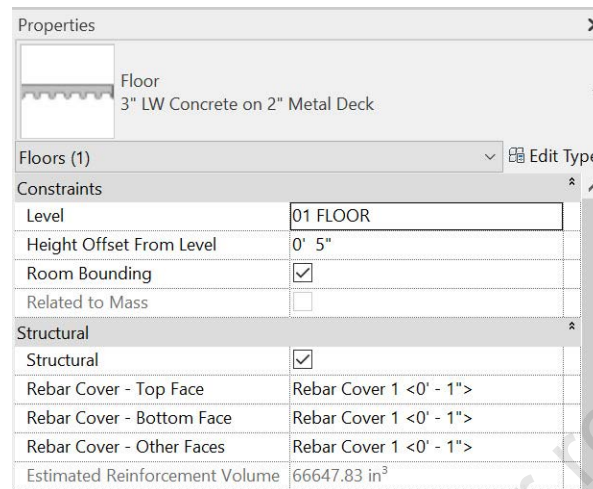 Properties
Floor
3" LW Concrete on 2" Metal Deck
Floors (1) Edit Type
Constraints
Level 01 FLOOR
Height Offset From Level 0' 5"
Room Bounding
Related to Mass
Structural
Structural
Rebar Cover - Top Face Rebar Cover 1 <0' - 1">
Rebar Cover - Bottom Face Rebar Cover 1 <0' - 1">
Rebar Cover - Other Faces Rebar Cover 1 <0' - 1">
Estimated Reinforcement Volume 66647.83 in³